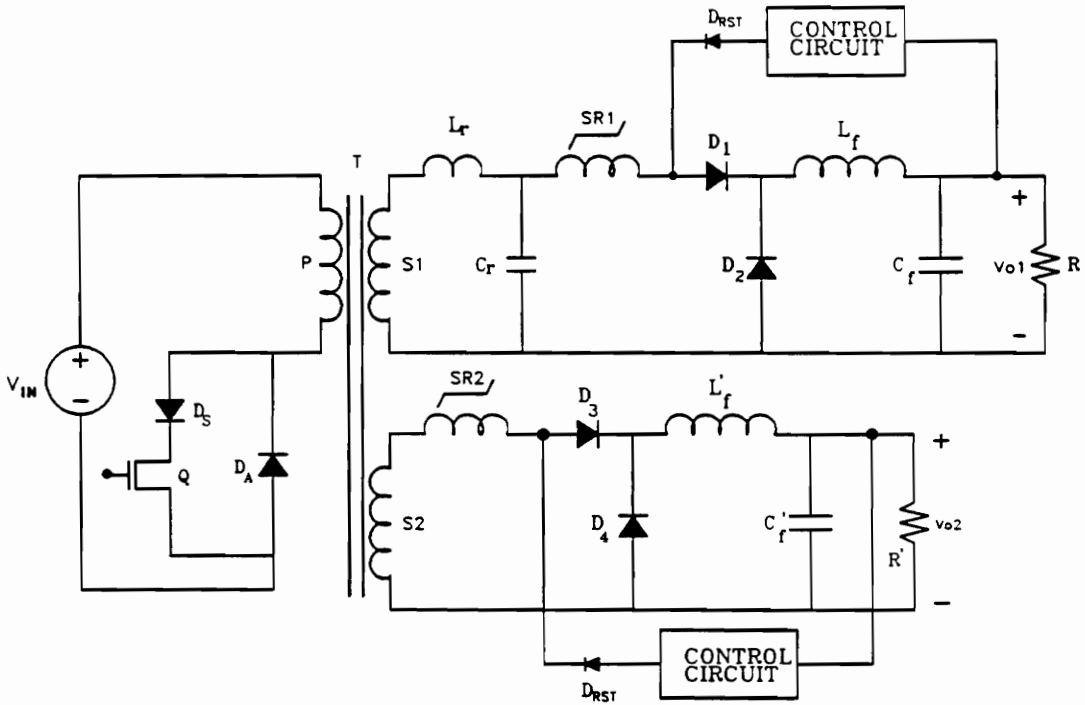 D_RST
CONTROL
CIRCUIT
SR1
L_r
D_1
L_f
T
P
S1
C_r
D_2
C_f
+
Vo1
R
-
V_IN
+
-
SR2
D_3
L'_f
D_S
Q
D_A
S2
D_4
C'_f
+
Vo2
R'
-
D_RST
CONTROL
CIRCUIT